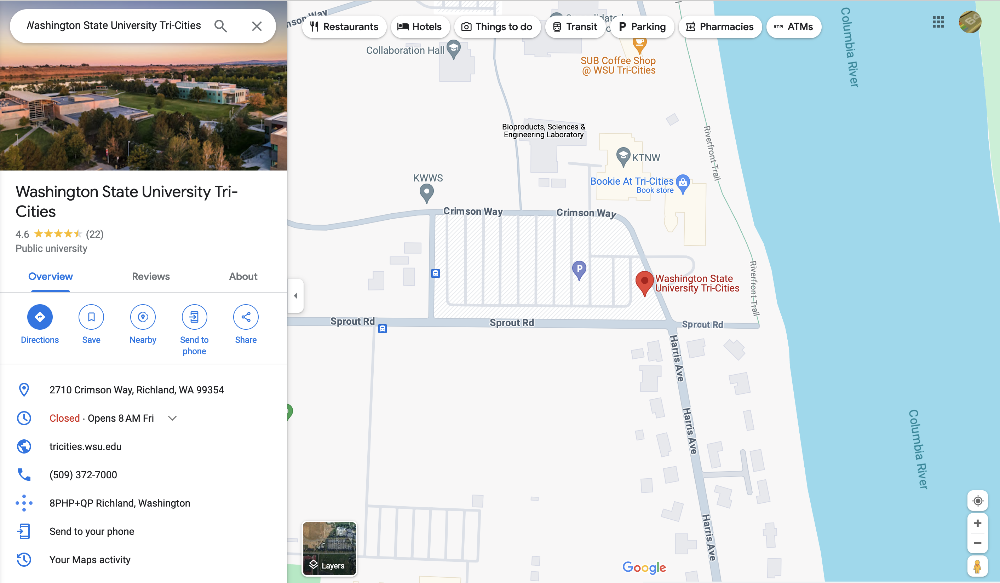 Washington State University Tri-Cities
Restaurants
Hotels
Things to do
Transit
Parking
Pharmacies
ATM
ATMs
Washington State University Tri-
Cities
4.6
(22)
Public university
Overview
Reviews
About
Directions
Save
Nearby
Send to
phone
Share
2710 Crimson Way, Richland, WA 99354
Closed · Opens 8 AM Fri
tricities.wsu.edu
(509) 372-7000
8PHP+QP Richland, Washington
Send to your phone
Your Maps activity
Way
Collaboration Hall
SUB Coffee Shop
@ WSU Tri-Cities
Columbia River
Bioproducts, Sciences &
Engineering Laboratory
Riverfront Trail
KTNW
Bookie At Tri-Cities
Book store
KWWS
Crimson Way
Crimson Way
P
Washington State
University Tri-Cities
Riverfront Trail
Sprout Rd
Sprout Rd
Sprout Rd
Harris Ave
Harris Ave
Harris Ave
Columbia River
Layers
Google